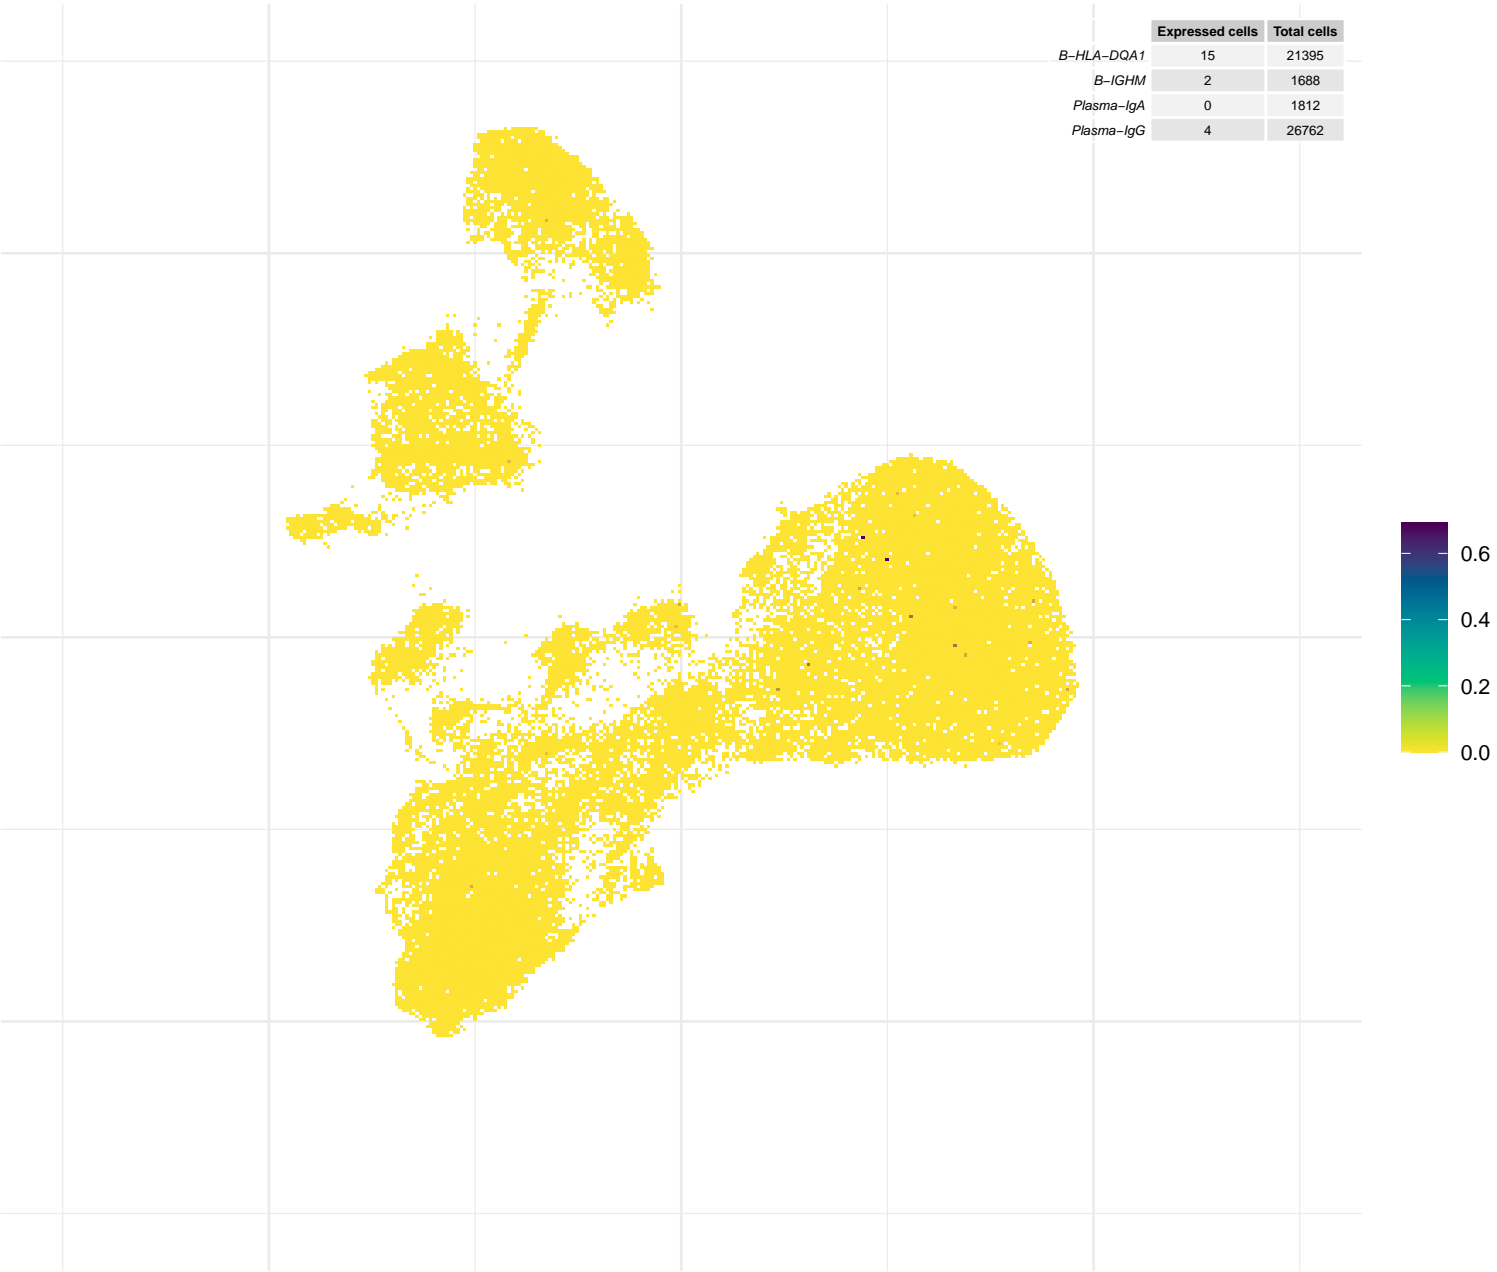 Expressed cells Total cells
B−HLA−DQA1 15 21395
B−IGHM 2 1688
Plasma−IgA 0 1812
Plasma−IgG 4 26762
0.6
0.4
0.2
0.0